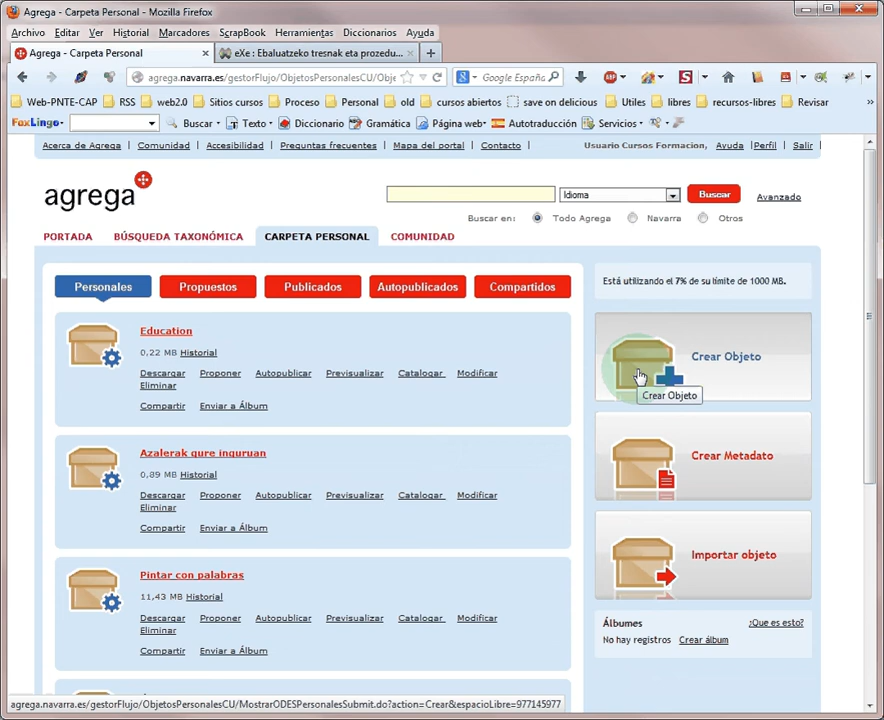 Agrega - Carpeta Personal - Mozilla Firefox
Archivo Editar Ver Historial Marcadores ScrapBook Herramientas Diccionarios Ayuda
Agrega - Carpeta Personal × eXe : Ebaluatzeko tresnak eta prozedu... × +
agrega.navarra.es/gestorFlujo/ObjetosPersonalesCU/Obje Google Español
Web-PNTE-CAP RSS web2.0 Sitios cursos Proceso Personal old cursos abiertos save on delicious Utiles libres recursos-libres Revisar »
FoxLingo Buscar Texto Diccionario Gramática Página web Autotraducción Servicios
Acerca de Agrega | Comunidad | Accesibilidad | Preguntas frecuentes | Mapa del portal | Contacto | Usuario Cursos Formacion, Ayuda |Perfil | Salir |
agrega
Idioma Buscar Avanzado
Buscar en: Todo Agrega Navarra Otros
PORTADA BÚSQUEDA TAXONÓMICA CARPETA PERSONAL COMUNIDAD
Personales Propuestos Publicados Autopublicados Compartidos
Está utilizando el 7% de su límite de 1000 MB.
Education
0,22 MB Historial
Descargar Proponer Autopublicar Previsualizar Catalogar Modificar
Eliminar
Compartir Enviar a Álbum
Crear Objeto
Crear Objeto
Azalerak gure inguruan
0,89 MB Historial
Descargar Proponer Autopublicar Previsualizar Catalogar Modificar
Compartir Enviar a Álbum
Crear Metadato
Pintar con palabras
11,43 MB Historial
Descargar Proponer Autopublicar Previsualizar Catalogar Modificar
Eliminar
Compartir Enviar a Álbum
Importar objeto
Álbumes ¿Que es esto?
No hay registros Crear álbum
agrega.navarra.es/gestorFlujo/ObjetosPersonalesCU/MostrarODESPersonalesSubmit.do?action=Crear&espacioLibre=977145977